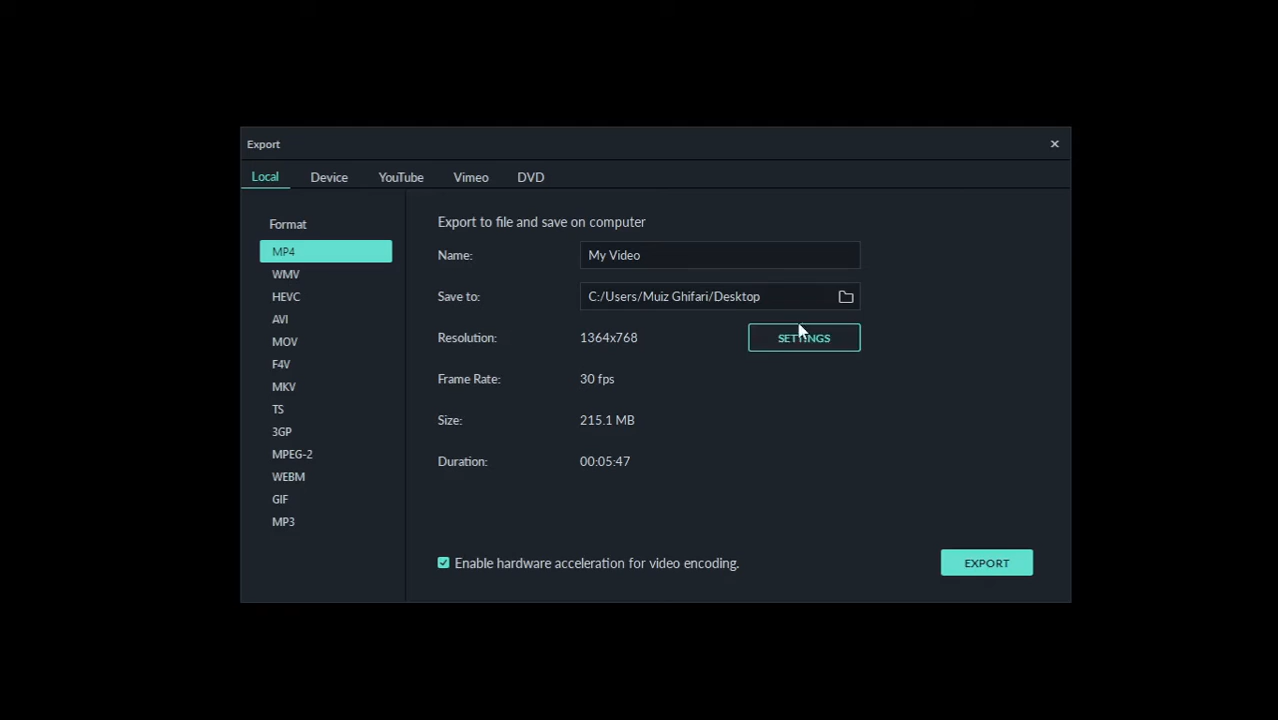 Export
Local Device YouTube Vimeo DVD
Format
MP4
WMV
HEVC
AVI
MOV
F4V
MKV
TS
3GP
MPEG-2
WEBM
GIF
MP3
Export to file and save on computer
Name: My Video
Save to: C:/Users/Muiz Ghifari/Desktop
Resolution: 1364x768 SETTINGS
Frame Rate: 30 fps
Size: 215.1 MB
Duration: 00:05:47
Enable hardware acceleration for video encoding.
EXPORT